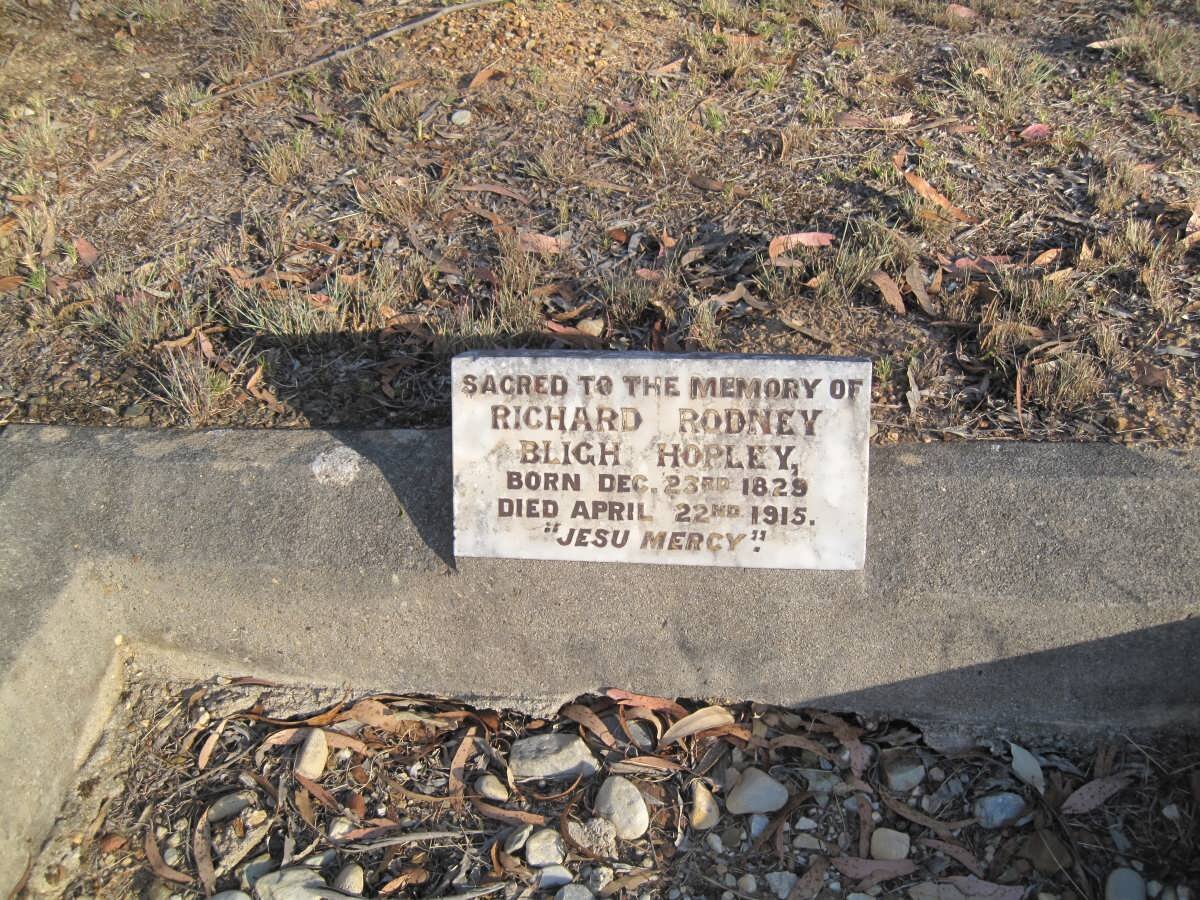 SACRED TO THE MEMORY OF
RICHARD RODNEY
BLIGH HOPLEY,
BORN DEC. 23RD 1829
DIED APRIL 22ND 1915.
"JESU MERCY".